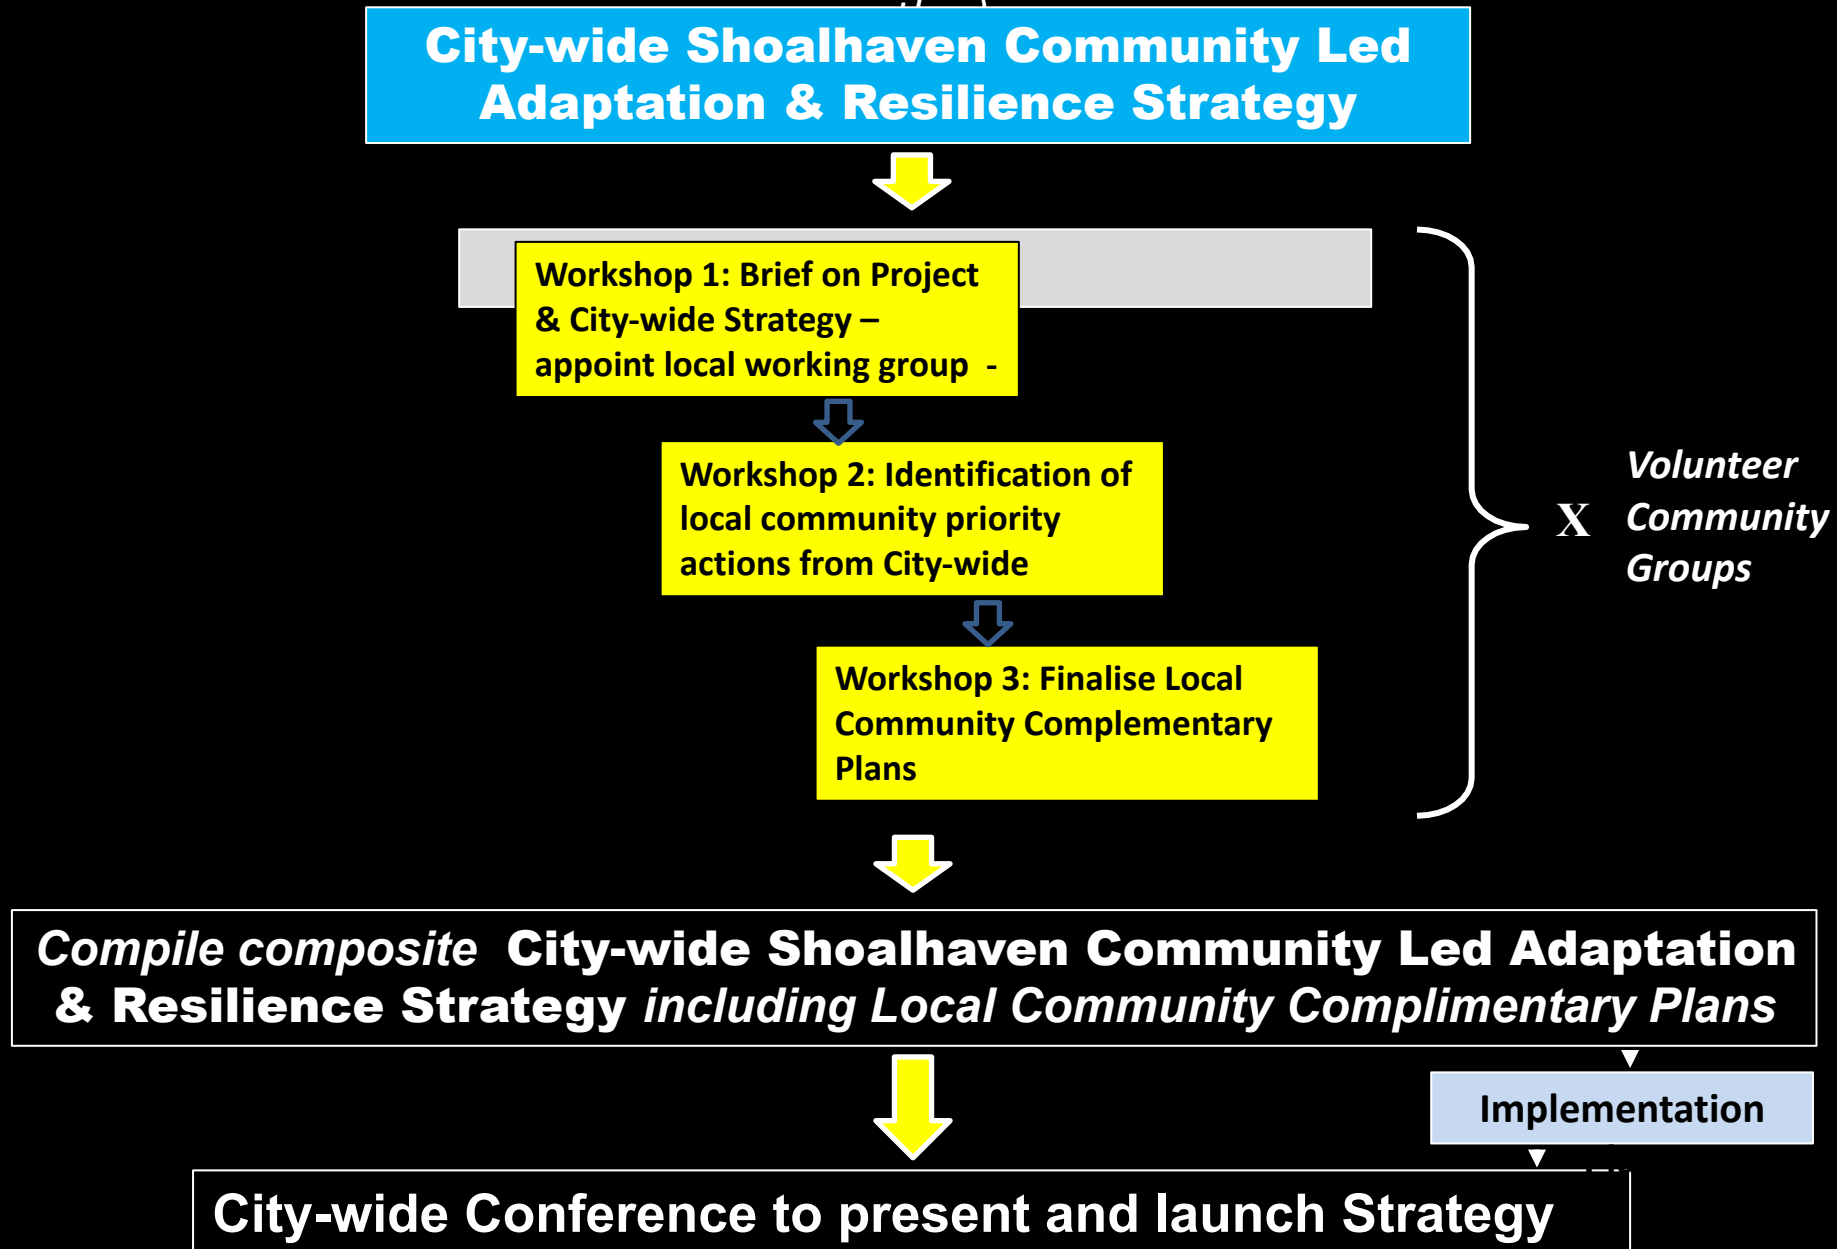 City-wide Shoalhaven Community Led
Adaptation & Resilience Strategy
Workshop 1: Brief on Project
& City-wide Strategy –
appoint local working group -
Workshop 2: Identification of
local community priority
actions from City-wide
Workshop 3: Finalise Local
Community Complementary
Plans
X
Volunteer
Community
Groups
Compile composite City-wide Shoalhaven Community Led Adaptation
& Resilience Strategy including Local Community Complimentary Plans
Implementation
City-wide Conference to present and launch Strategy